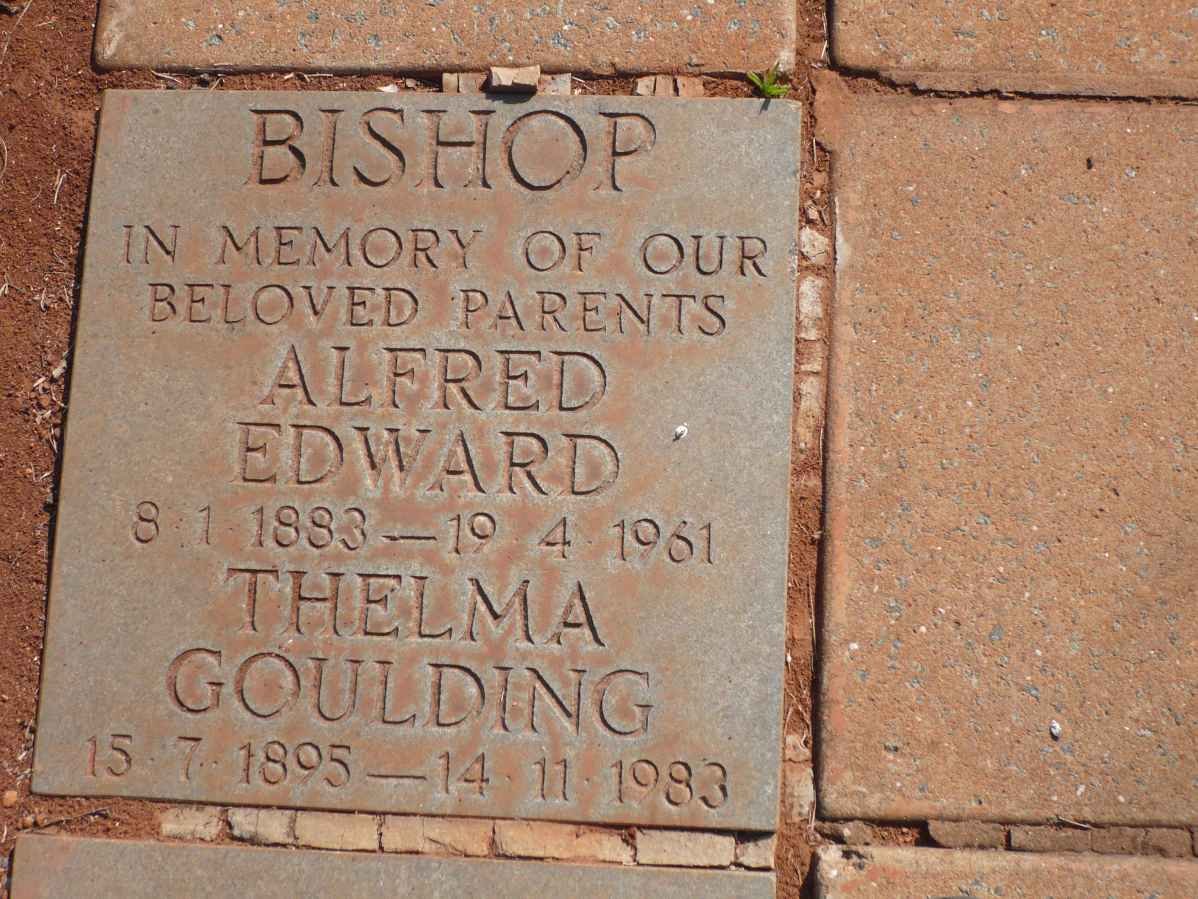 BISHOP
IN MEMORY OF OUR
BELOVED PARENTS
ALFRED
EDWARD
8·1·1883—19·4·1961
THELMA
GOULDING
15·7·1895—14·11·1983